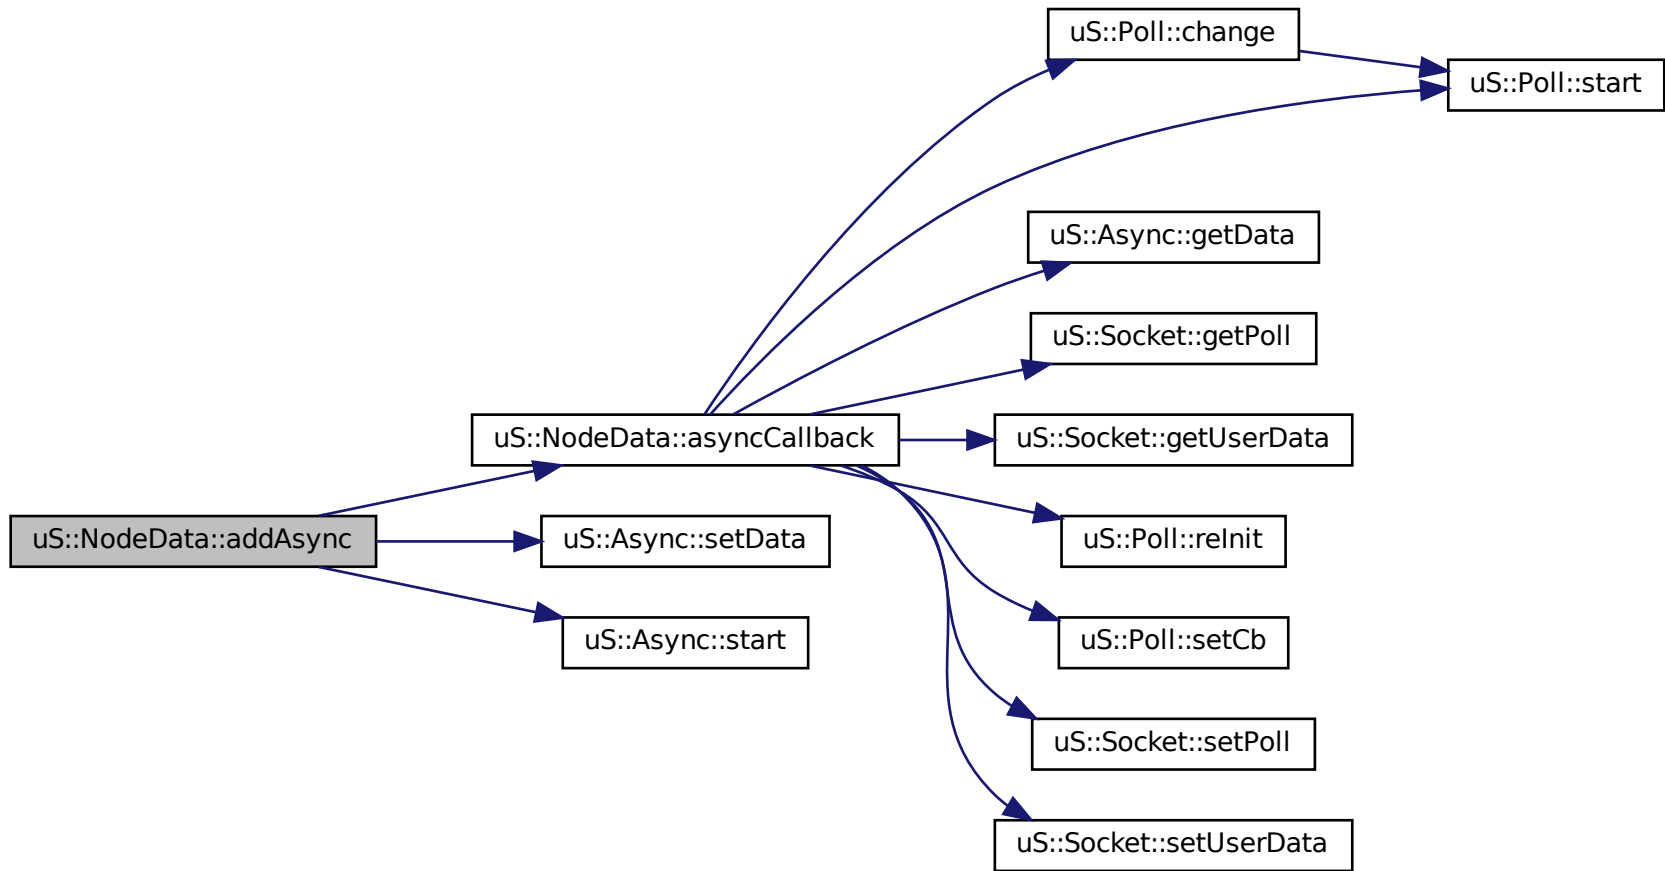 uS::Poll::change
uS::Poll::start
uS::Async::getData
uS::Socket::getPoll
uS::NodeData::asyncCallback
uS::Socket::getUserData
uS::NodeData::addAsync
uS::Async::setData
uS::Poll::reInit
uS::Async::start
uS::Poll::setCb
uS::Socket::setPoll
uS::Socket::setUserData